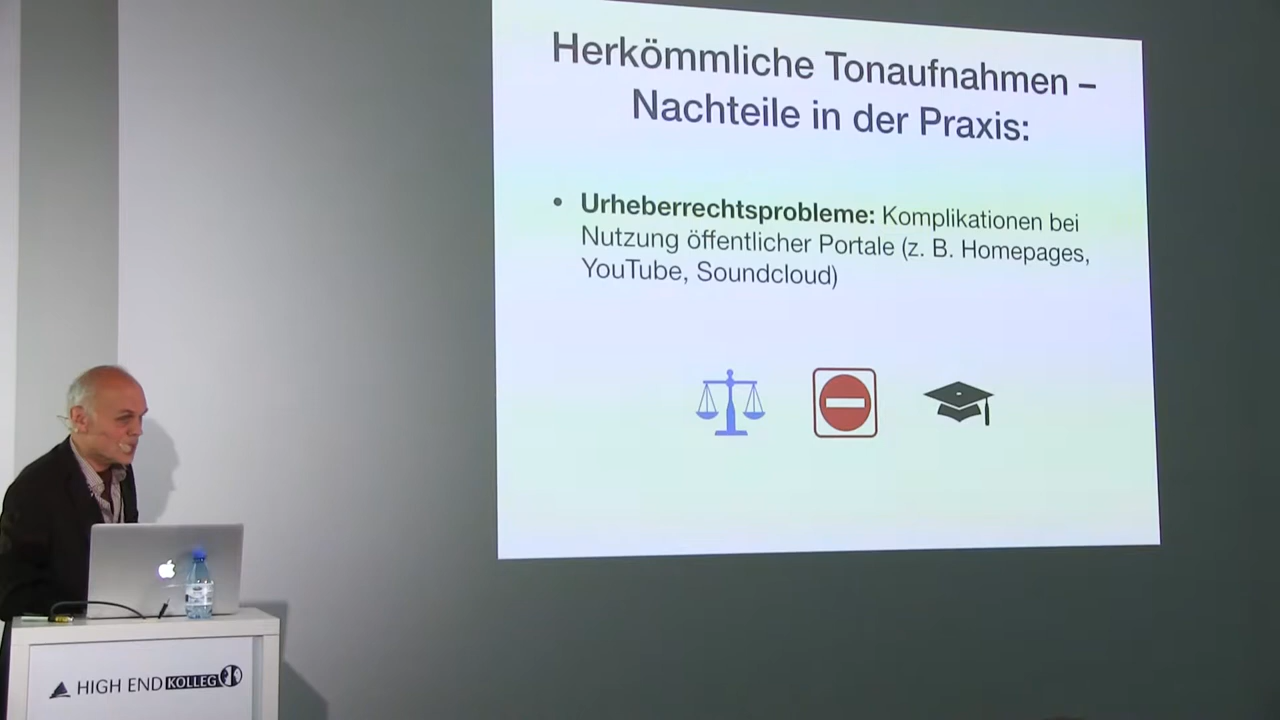 Herkömmliche Tonaufnahmen –
Nachteile in der Praxis:
• Urheberrechtsprobleme: Komplikationen bei
Nutzung öffentlicher Portale (z. B. Homepages,
YouTube, Soundcloud)
HIGH END KOLLEG